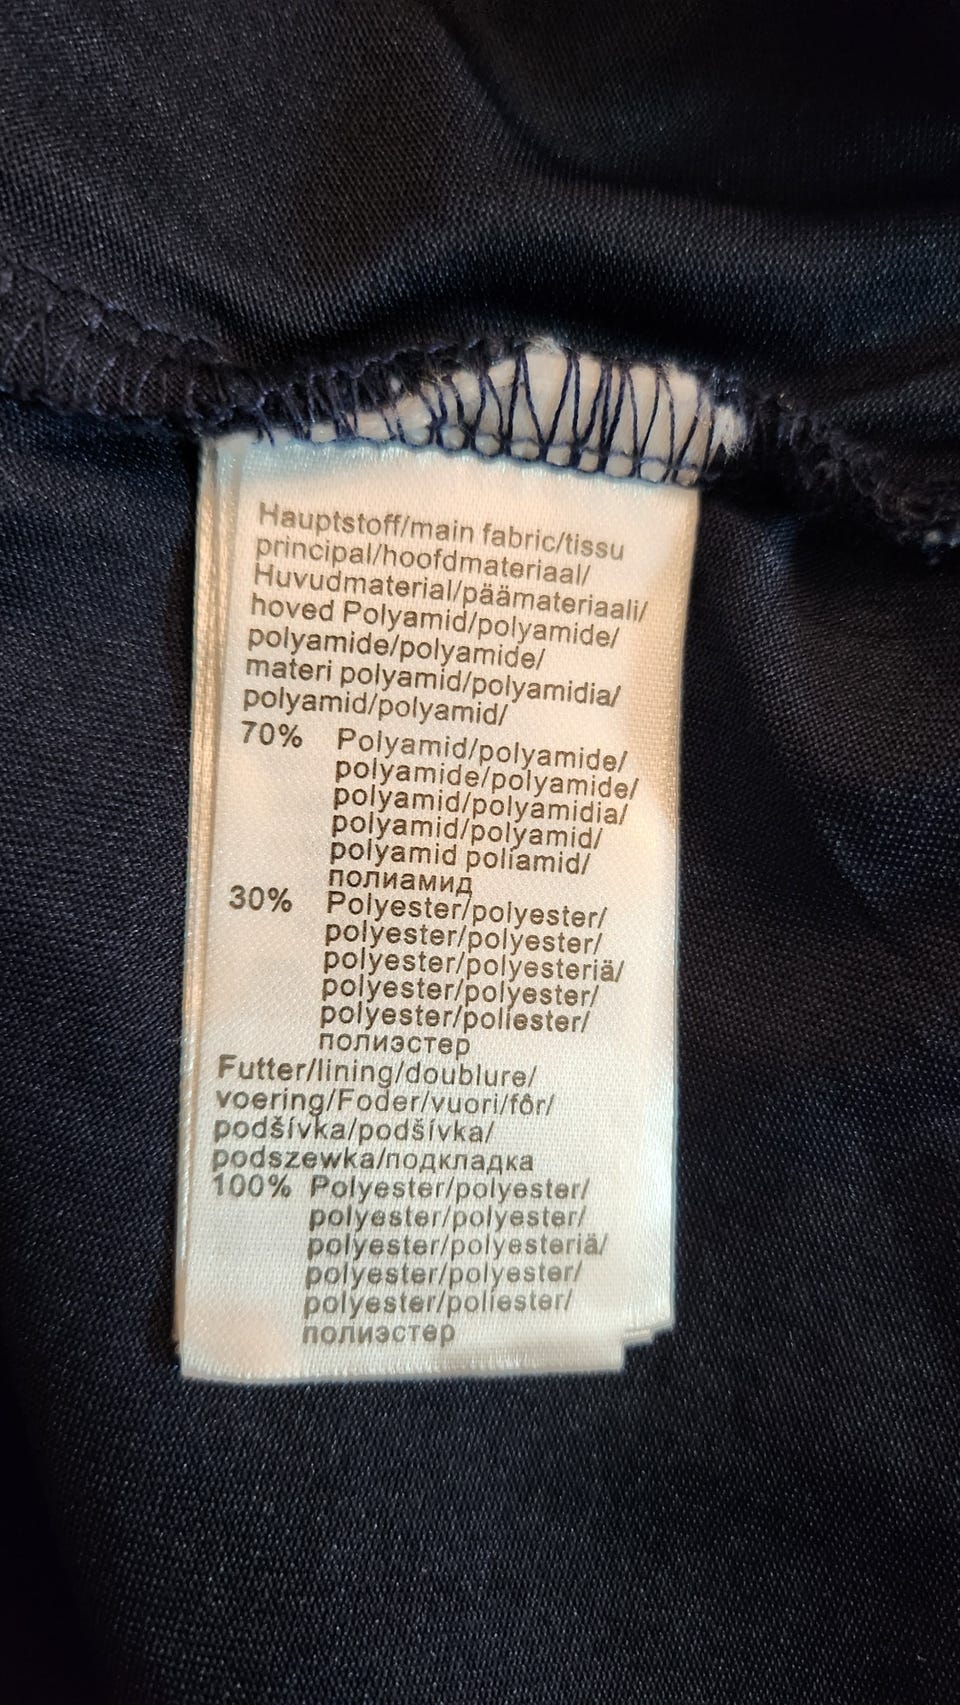 Hauptstoff/main fabric/tissu
principal/hoofdmateriaal/
Huvudmaterial/päämateriaali/
hoved Polyamid/polyamide/
polyamide/polyamide/
materi polyamid/polyamidia/
polyamid/polyamid/
70% Polyamid/polyamide/
polyamide/polyamide/
polyamid/polyamidia/
polyamid/polyamid/
polyamid poliamid/
полиамид
30% Polyester/polyester/
polyester/polyester/
polyester/polyesteriä/
polyester/polyester/
polyester/poliester/
полиэстер
Futter/lining/doublure/
voering/Foder/vuori/fôr/
podšívka/podšívka/
podszewka/подкладка
100% Polyester/polyester/
polyester/polyester/
polyester/polyesteriä/
polyester/polyester/
polyester/poliester/
полиэстер